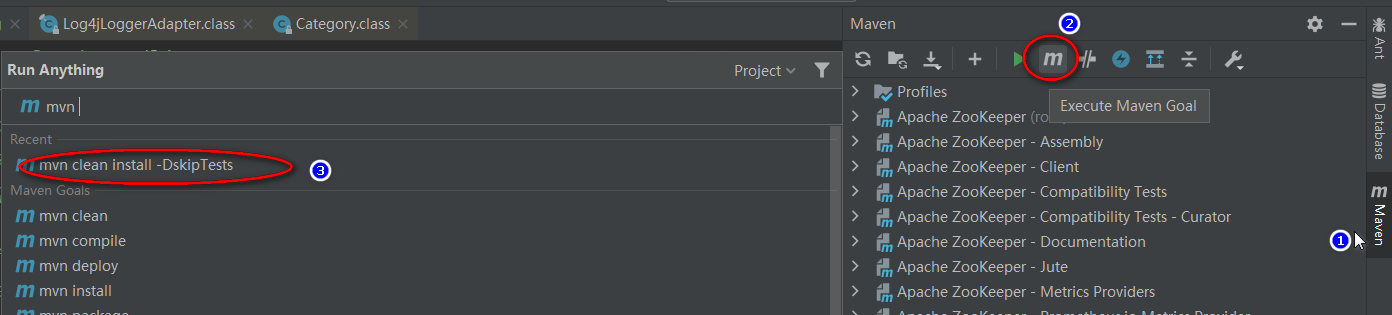 Log4jLoggerAdapter.class
Category.class
Run Anything
Project
mvn
Recent
mvn clean install -DskipTests
3
Maven Goals
mvn clean
mvn compile
mvn deploy
mvn install
mvn package
Maven
2
Execute Maven Goal
Profiles
Apache ZooKeeper (ro
Apache ZooKeeper - Assembly
Apache ZooKeeper - Client
Apache ZooKeeper - Compatibility Tests
Apache ZooKeeper - Compatibility Tests - Curator
Apache ZooKeeper - Documentation
Apache ZooKeeper - Jute
Apache ZooKeeper - Metrics Providers
Apache ZooKeeper - Prometheus.io Metrics Provider
Ant
Database
Maven
1